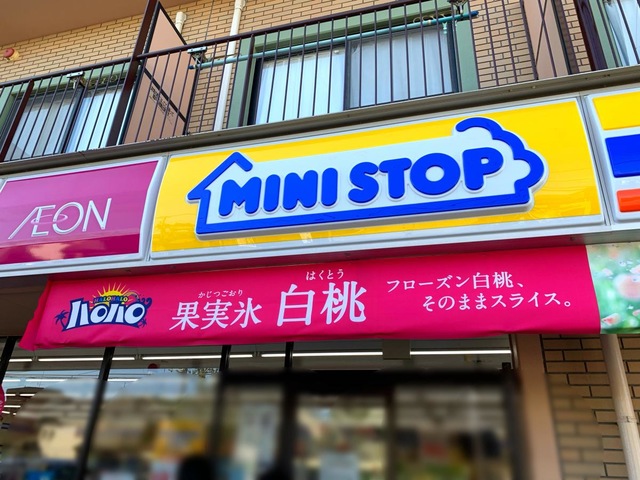 ÆON
MINI STOP
HALOHALO
ハロハロ
かじつごおり
果実氷
はくとう
白桃
フローズン白桃、
そのままスライス。